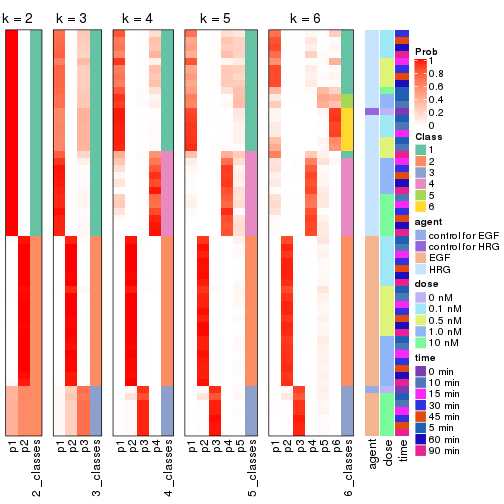 k = 2 k = 3 k = 4 k = 5 k = 6
Prob
1
0.8
0.6
0.4
0.2
0
Class
1
2
3
4
5
6
agent
control for EGF
control for HRG
EGF
HRG
dose
0 nM
0.1 nM
0.5 nM
1.0 nM
10 nM
time
0 min
10 min
15 min
30 min
45 min
5 min
60 min
90 min
p1 p2 2_classes p1 p2 p3 3_classes p1 p2 p3 p4 4_classes p1 p2 p3 p4 p5 5_classes p1 p2 p3 p4 p5 p6 6_classes agent dose time